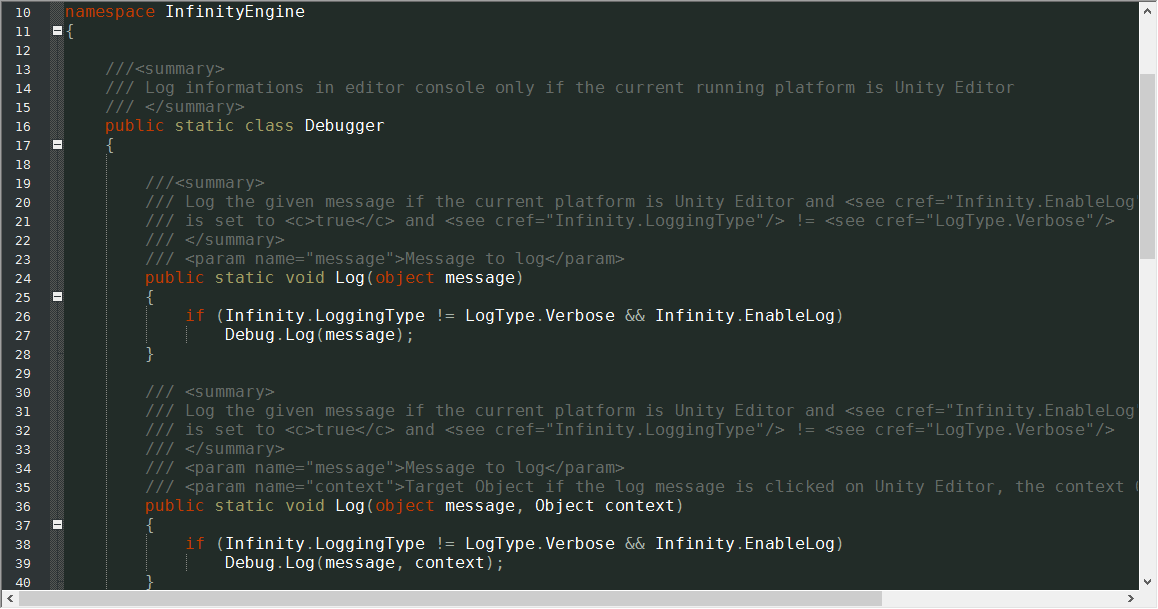 10 namespace InfinityEngine
11 {
12
13 ///<summary>
14 /// Log informations in editor console only if the current running platform is Unity Editor
15 /// </summary>
16 public static class Debugger
17 {
18
19 ///<summary>
20 /// Log the given message if the current platform is Unity Editor and <see cref="Infinity.EnableLog
21 /// is set to <c>true</c> and <see cref="Infinity.LoggingType"/> != <see cref="LogType.Verbose"/>
22 /// </summary>
23 /// <param name="message">Message to log</param>
24 public static void Log(object message)
25 {
26 if (Infinity.LoggingType != LogType.Verbose && Infinity.EnableLog)
27 Debug.Log(message);
28 }
29
30 /// <summary>
31 /// Log the given message if the current platform is Unity Editor and <see cref="Infinity.EnableLog
32 /// is set to <c>true</c> and <see cref="Infinity.LoggingType"/> != <see cref="LogType.Verbose"/>
33 /// </summary>
34 /// <param name="message">Message to log</param>
35 /// <param name="context">Target Object if the log message is clicked on Unity Editor, the context
36 public static void Log(object message, Object context)
37 {
38 if (Infinity.LoggingType != LogType.Verbose && Infinity.EnableLog)
39 Debug.Log(message, context);
40 }